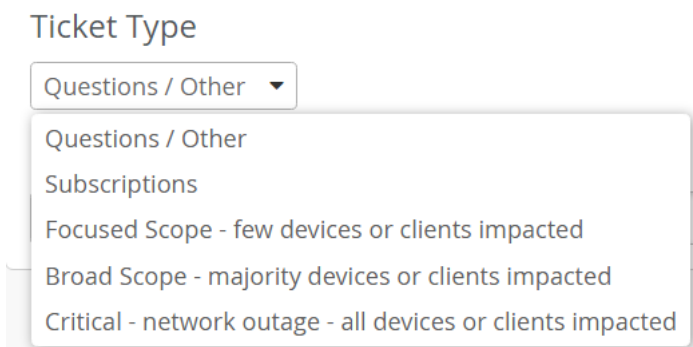 Ticket Type
Questions / Other
Questions / Other
Subscriptions
Focused Scope - few devices or clients impacted
Broad Scope - majority devices or clients impacted
Critical - network outage - all devices or clients impacted